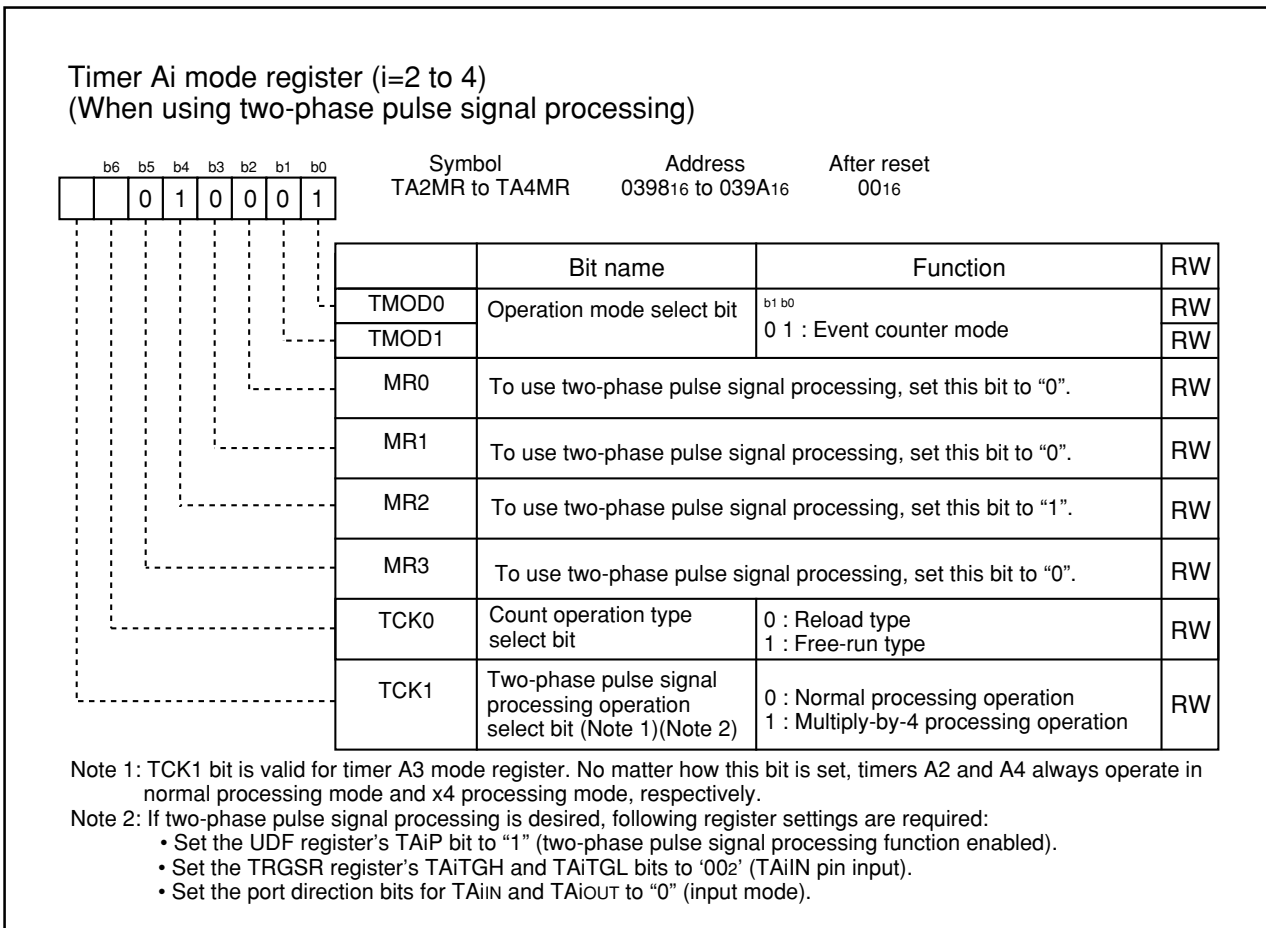 Timer Ai mode register (i=2 to 4)
(When using two-phase pulse signal processing)
b6 b5 b4 b3 b2 b1 b0
Symbol Address After reset
TA2MR to TA4MR 039816 to 039A16 0016
0 1 0 0 0 1
Bit name Function RW
TMOD0 Operation mode select bit b1 b0 RW
0 1 : Event counter mode
TMOD1 RW
MR0 To use two-phase pulse signal processing, set this bit to “0”. RW
MR1 To use two-phase pulse signal processing, set this bit to “0”. RW
MR2 To use two-phase pulse signal processing, set this bit to “1”. RW
MR3 To use two-phase pulse signal processing, set this bit to “0”. RW
TCK0 Count operation type 0 : Reload type RW
select bit 1 : Free-run type
TCK1 Two-phase pulse signal
processing operation 0 : Normal processing operation RW
select bit (Note 1)(Note 2) 1 : Multiply-by-4 processing operation
Note 1: TCK1 bit is valid for timer A3 mode register. No matter how this bit is set, timers A2 and A4 always operate in
normal processing mode and x4 processing mode, respectively.
Note 2: If two-phase pulse signal processing is desired, following register settings are required:
• Set the UDF register’s TAiP bit to “1” (two-phase pulse signal processing function enabled).
• Set the TRGSR register’s TAiTGH and TAiTGL bits to ‘002’ (TAiIN pin input).
• Set the port direction bits for TAiIN and TAiOUT to “0” (input mode).